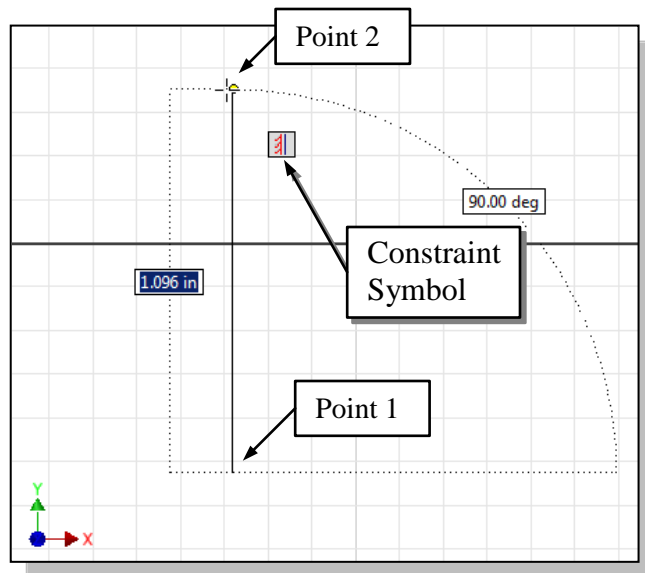 Point 2
90.00 deg
Constraint
Symbol
1.096 in
Point 1
Y
X